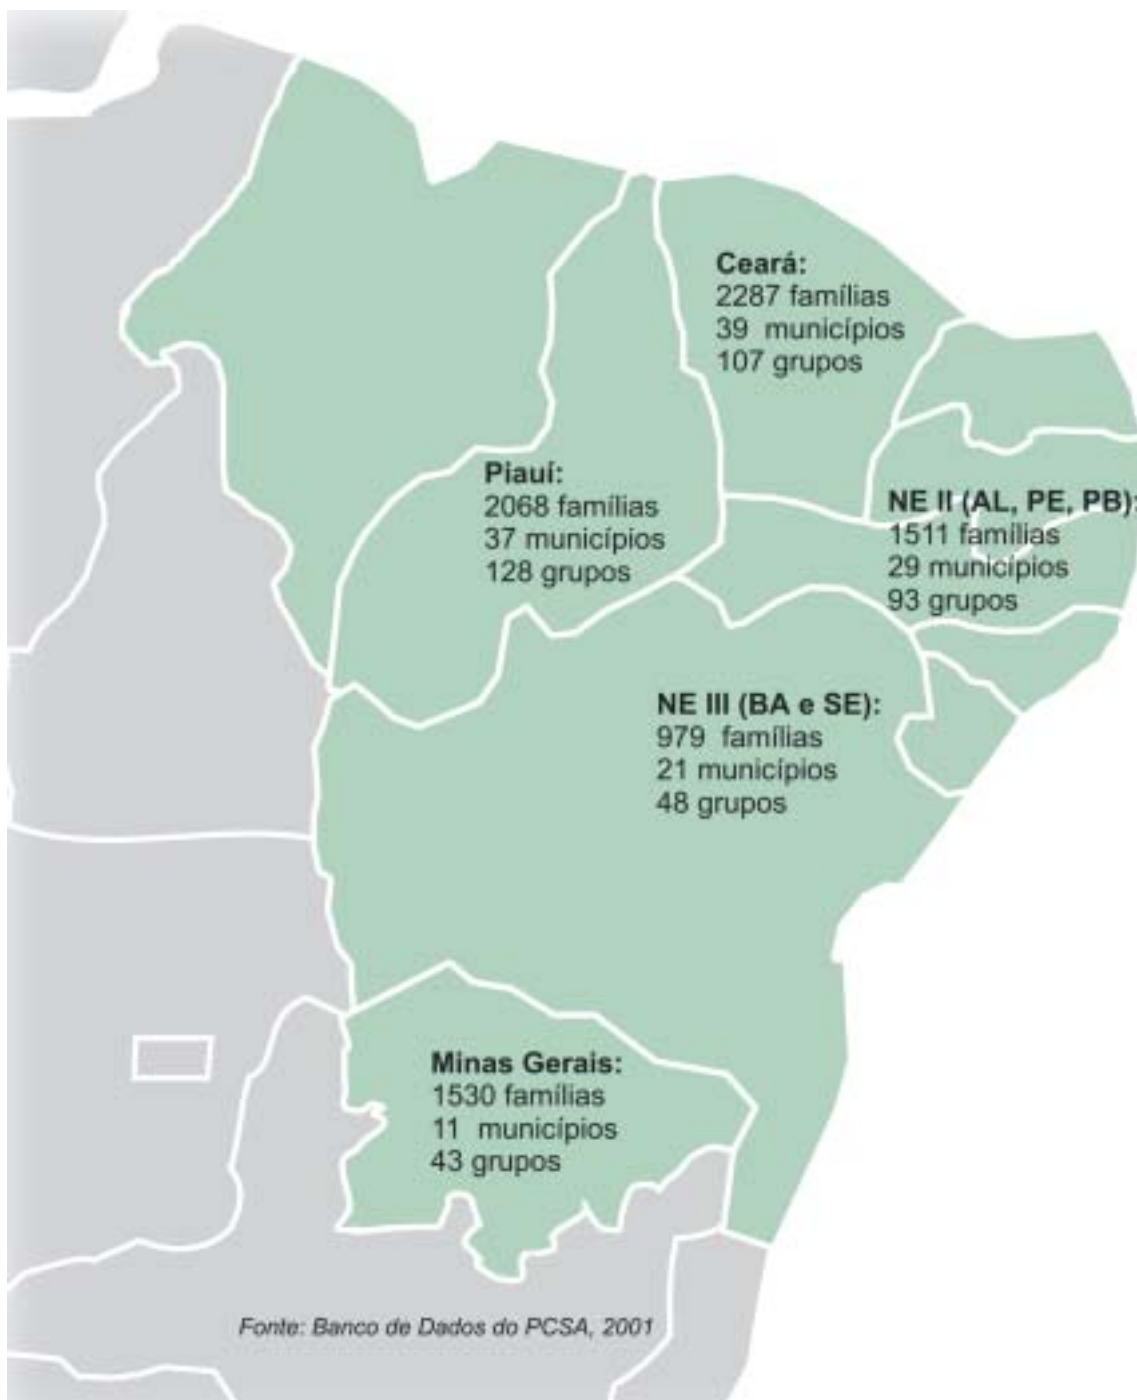 Ceará:
2287 famílias
39 municípios
107 grupos
Piauí:
2068 famílias
37 municípios
128 grupos
NE II (AL, PE, PB):
1511 famílias
29 municípios
93 grupos
NE III (BA e SE):
979 famílias
21 municípios
48 grupos
Minas Gerais:
1530 famílias
11 municípios
43 grupos
Fonte: Banco de Dados do PCSA, 2001